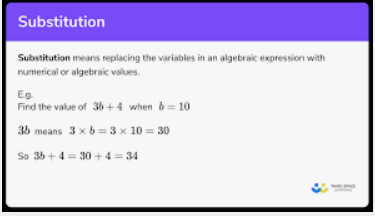 Substitution
Substitution means replacing the variables in an algebraic expression with
numerical or algebraic values.
E.g.
Find the value of 3b + 4 when b = 10
3b means 3 × b = 3 × 10 = 30
So 3b + 4 = 30 + 4 = 34
THIRD SPACE
LEARNING